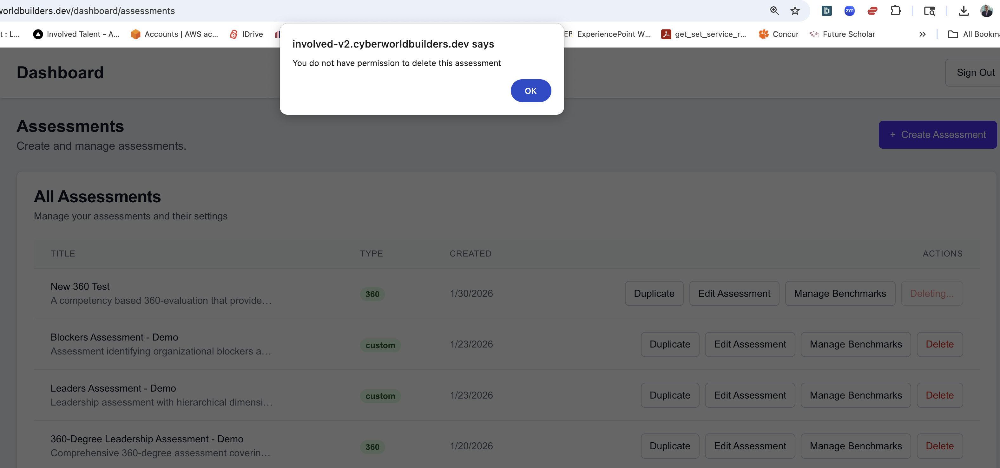 worldbuilders.dev/dashboard/assessments
zm
t : L...
Involved Talent - A...
Accounts | AWS ac...
IDrive
EP.
ExperiencePoint W...
get_set_service_r...
Concur
Future Scholar
»
All Bookma
involved-v2.cyberworldbuilders.dev says
You do not have permission to delete this assessment
OK
Dashboard
Sign Out
Assessments
Create and manage assessments.
+ Create Assessment
All Assessments
Manage your assessments and their settings
TITLE TYPE CREATED ACTIONS
New 360 Test
A competency based 360-evaluation that provide...
360
1/30/2026
Duplicate Edit Assessment Manage Benchmarks Deleting...
Blockers Assessment - Demo
Assessment identifying organizational blockers a...
custom
1/23/2026
Duplicate Edit Assessment Manage Benchmarks Delete
Leaders Assessment - Demo
Leadership assessment with hierarchical dimensi...
custom
1/23/2026
Duplicate Edit Assessment Manage Benchmarks Delete
360-Degree Leadership Assessment - Demo
Comprehensive 360-degree assessment coverin...
360
1/20/2026
Duplicate Edit Assessment Manage Benchmarks Delete